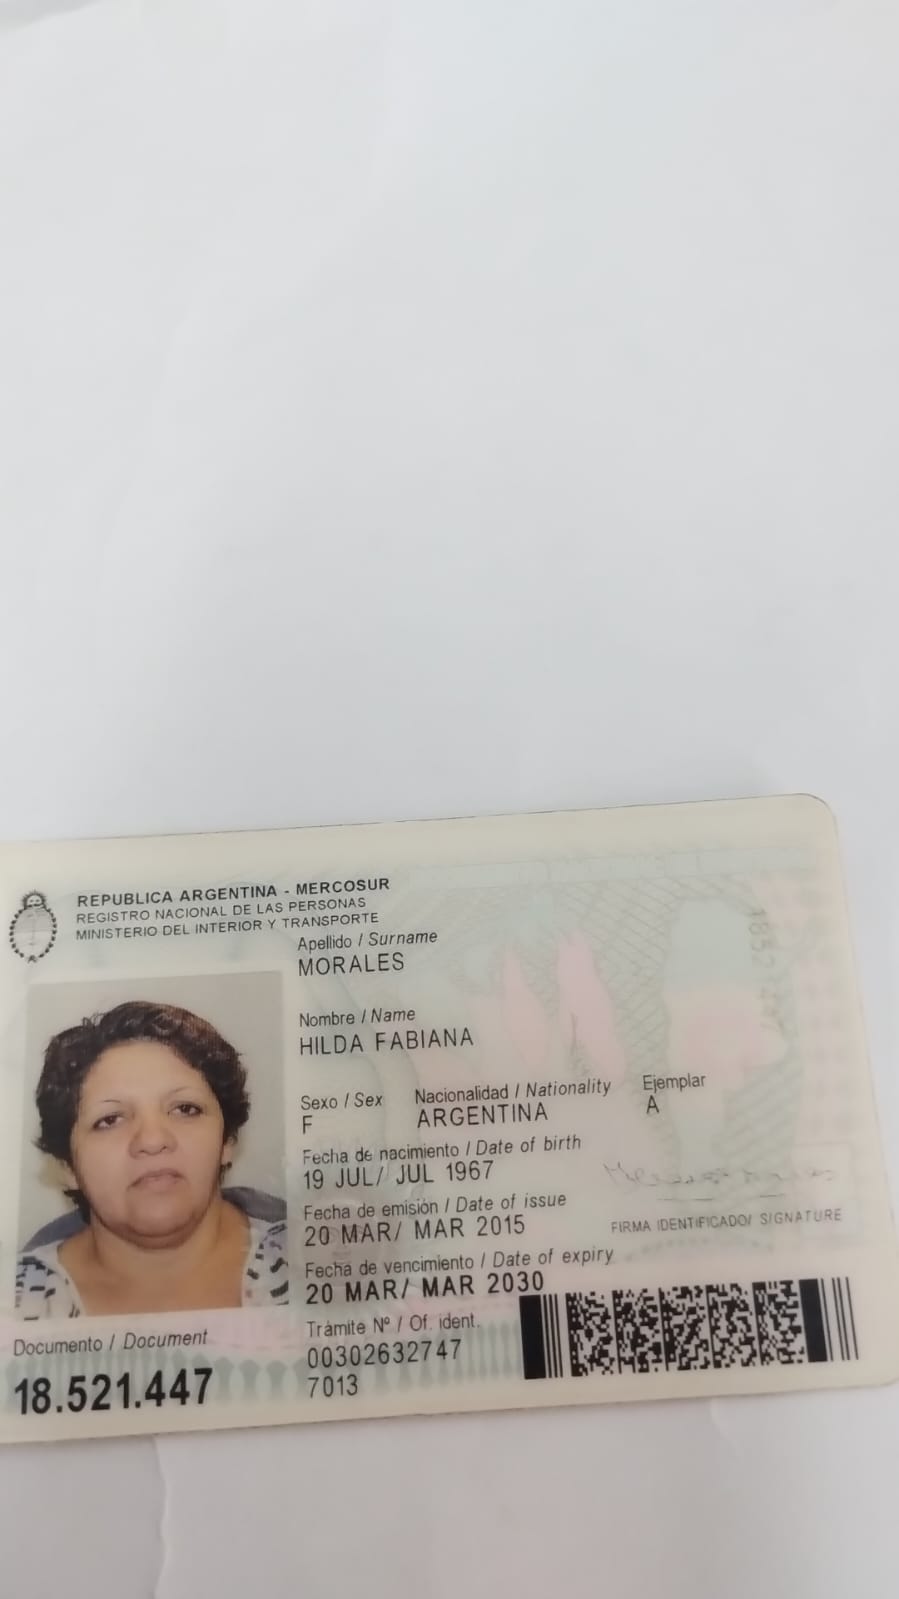 REPUBLICA ARGENTINA - MERCOSUR
REGISTRO NACIONAL DE LAS PERSONAS
MINISTERIO DEL INTERIOR Y TRANSPORTE
Apellido / Surname
MORALES
Nombre / Name
HILDA FABIANA
Sexo / Sex Nacionalidad / Nationality Ejemplar
F ARGENTINA A
Fecha de nacimiento / Date of birth
19 JUL/ JUL 1967
Fecha de emisión / Date of issue
20 MAR/ MAR 2015
FIRMA IDENTIFICADO/ SIGNATURE
Fecha de vencimiento / Date of expiry
20 MAR/ MAR 2030
Trámite Nº / Of. ident.
00302632747
7013
Documento / Document
18.521.447